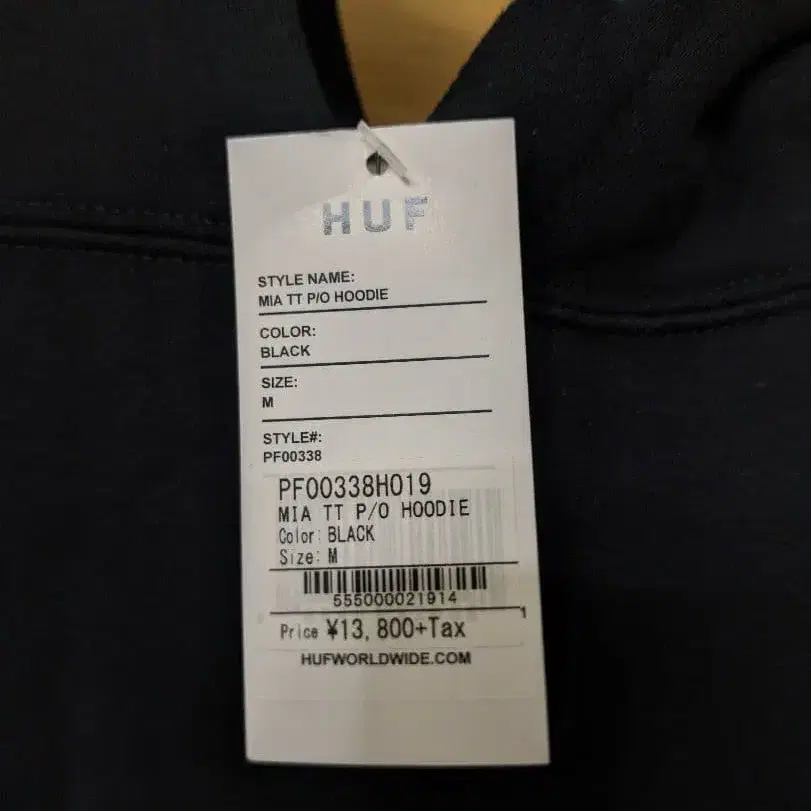 HUF
STYLE NAME:
MIA TT P/O HOODIE
COLOR:
BLACK
SIZE:
M
STYLE#:
PF00338
PF00338H019
MIA TT P/O HOODIE
Color: BLACK
Size: M
555000021914
1
Price ¥13,800+Tax
HUFWORLDWIDE.COM